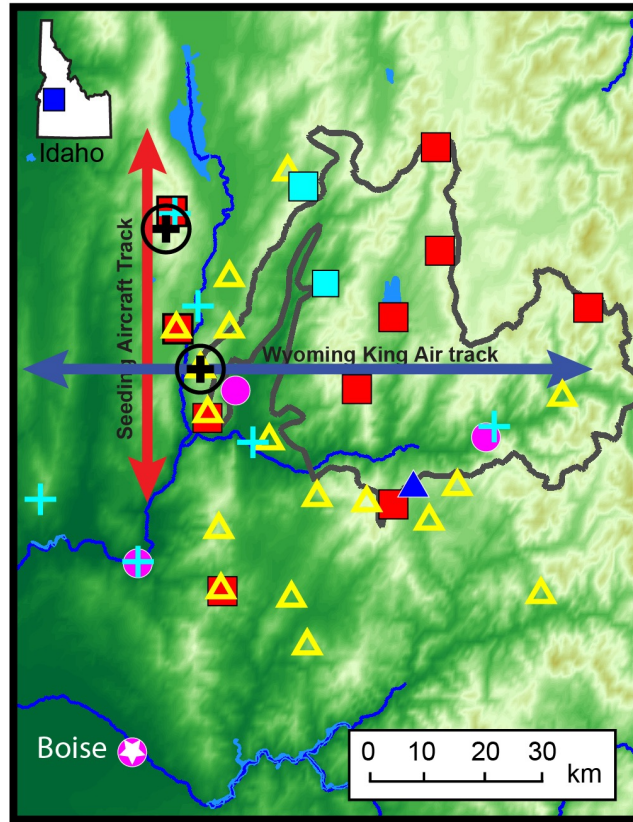 Idaho
Seeding Aircraft Track
Wyoming King Air track
Boise
0 10 20 30
km